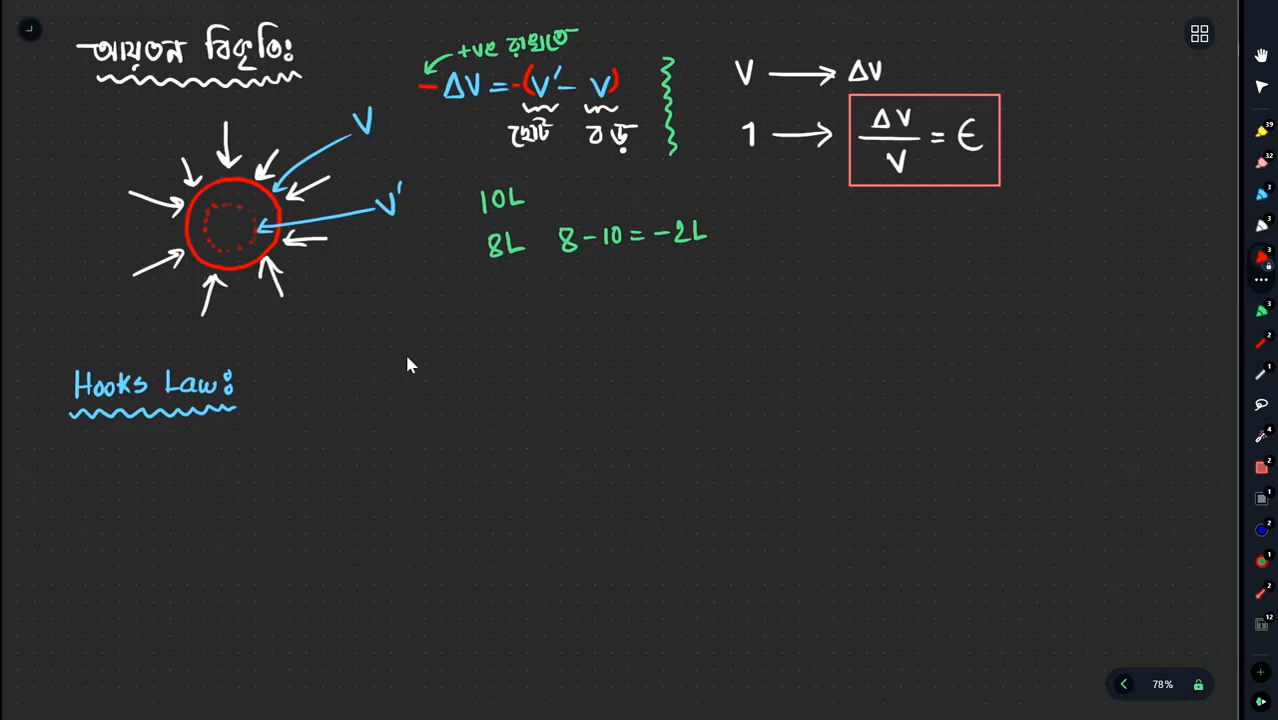 আয়তন বিকৃতিঃ
+ve রাখতে
- ΔV = -(V' - V)
ছোট বড়
V → ΔV
1 → ΔV/V = ϵ
V
V'
10L
8L 8-10 = -2L
Hooks Law:
78%